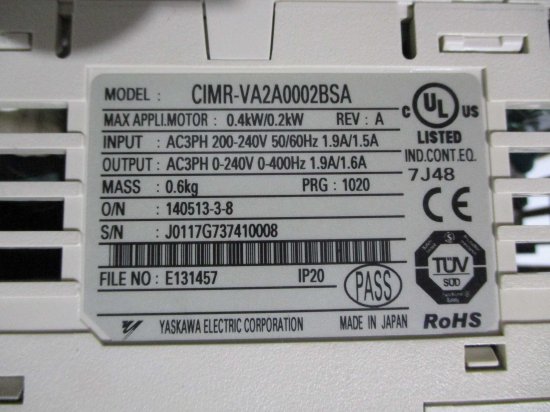 MODEL : CIMR-VA2A0002BSA
MAX APPLI.MOTOR : 0.4kW/0.2kW REV : A
INPUT : AC3PH 200-240V 50/60Hz 1.9A/1.5A
OUTPUT : AC3PH 0-240V 0-400Hz 1.9A/1.6A
MASS : 0.6kg PRG : 1020
O/N : 140513-3-8
S/N : J0117G737410008
FILE NO : E131457 IP20
PASS
YASKAWA ELECTRIC CORPORATION MADE IN JAPAN
C UL US
LISTED
IND.CONT.EQ.
7J48
CE
TÜV
SÜD
RoHS